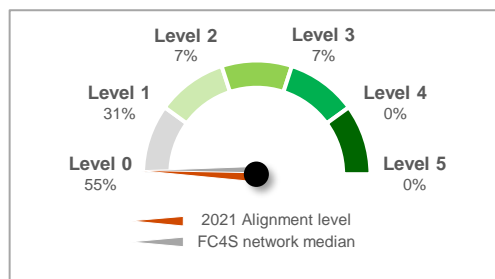 Level 2
7%
Level 3
7%
Level 1
31%
Level 4
0%
Level 0
55%
Level 5
0%
2021 Alignment level
FC4S network median